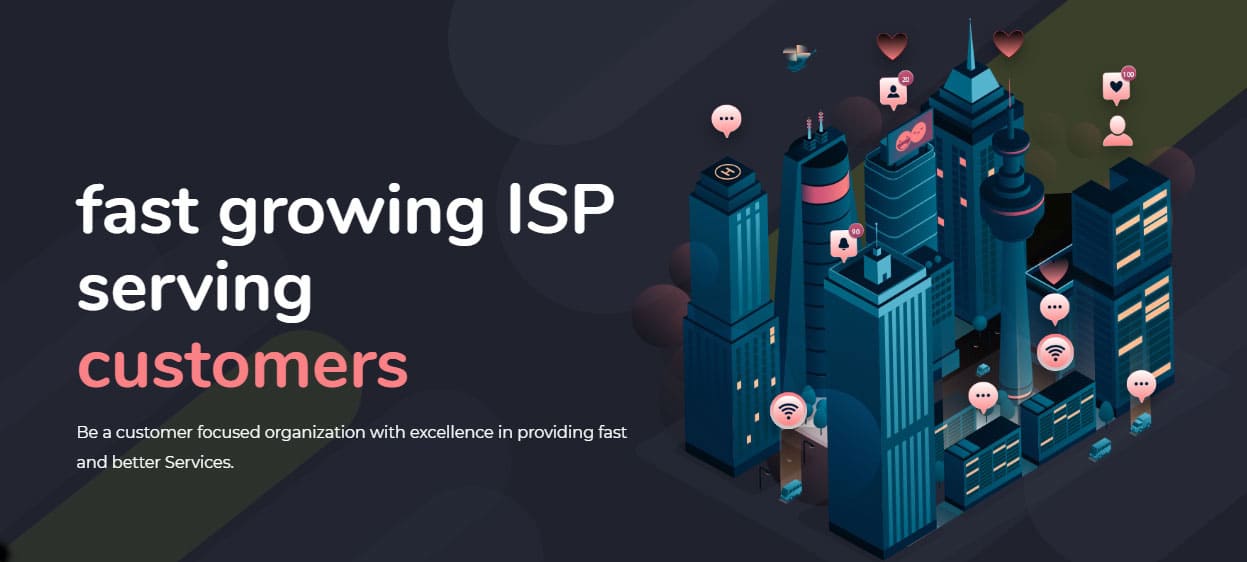 fast growing ISP
serving
customers
Be a customer focused organization with excellence in providing fast
and better Services.
20
100
90
H